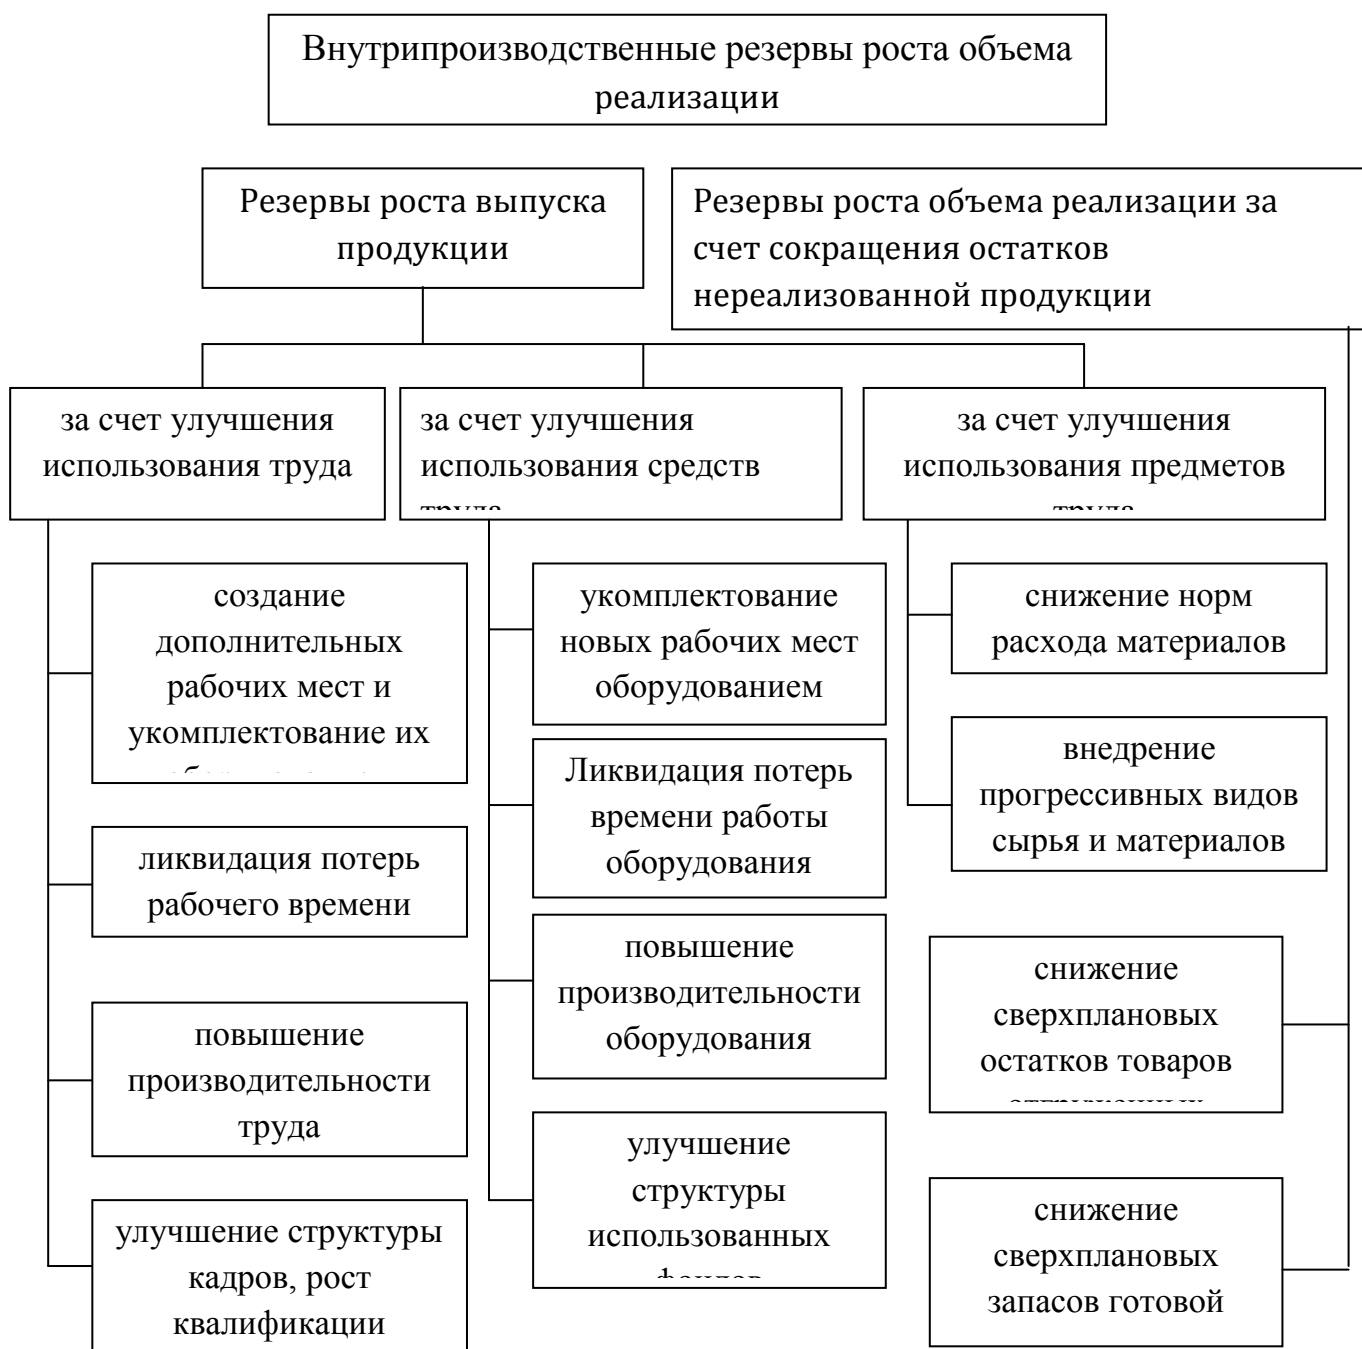 Внутрипроизводственные резервы роста объема
реализации
Резервы роста выпуска
продукции
Резервы роста объема реализации за
счет сокращения остатков
нереализованной продукции
за счет улучшения
использования труда
за счет улучшения
использования средств
труда
за счет улучшения
использования предметов
труда
создание
дополнительных
рабочих мест и
укомплектование их
ликвидация потерь
рабочего времени
повышение
производительности
труда
улучшение структуры
кадров, рост
квалификации
укомплектование
новых рабочих мест
оборудованием
Ликвидация потерь
времени работы
оборудования
повышение
производительности
оборудования
улучшение
структуры
использованных
фондов
снижение норм
расхода материалов
внедрение
прогрессивных видов
сырья и материалов
снижение
сверхплановых
остатков товаров
отгруженных
снижение
сверхплановых
запасов готовой